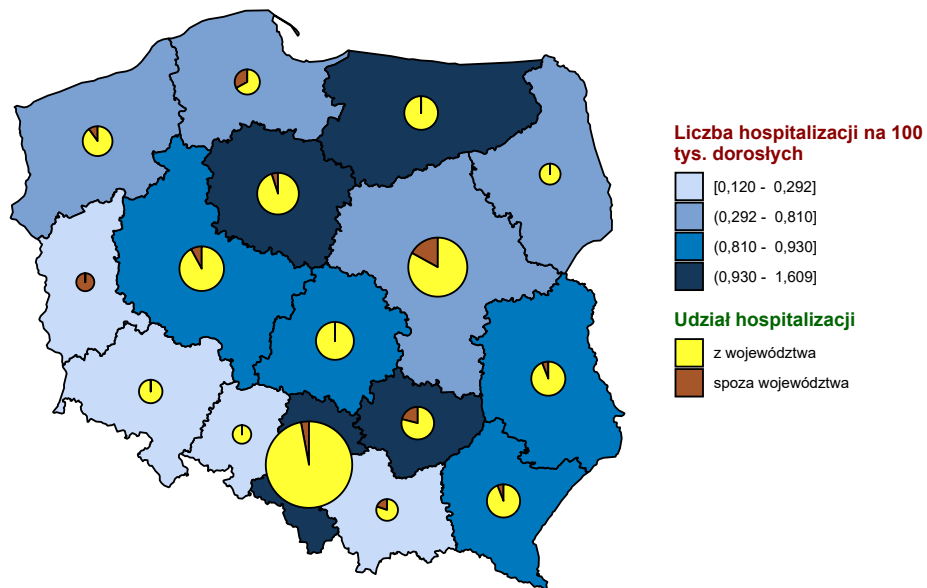 Liczba hospitalizacji na 100
tys. dorosłych
[0,120 - 0,292]
(0,292 - 0,810]
(0,810 - 0,930]
(0,930 - 1,609]
Udział hospitalizacji
z województwa
spoza województwa